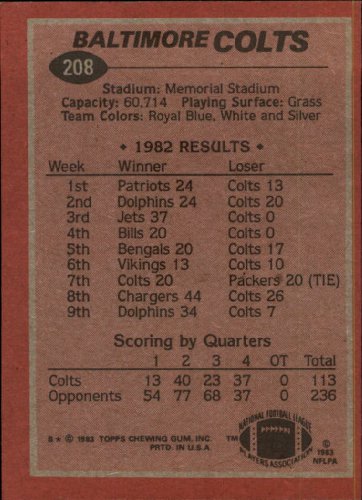 BALTIMORE COLTS
208
Stadium: Memorial Stadium
Capacity: 60,714 Playing Surface: Grass
Team Colors: Royal Blue, White and Silver
• 1982 RESULTS •
Week Winner Loser
1st Patriots 24 Colts 13
2nd Dolphins 24 Colts 20
3rd Jets 37 Colts 0
4th Bills 20 Colts 0
5th Bengals 20 Colts 17
6th Vikings 13 Colts 10
7th Colts 20 Packers 20 (TIE)
8th Chargers 44 Colts 26
9th Dolphins 34 Colts 7
Scoring by Quarters
1 2 3 4 OT Total
Colts 13 40 23 37 0 113
Opponents 54 77 68 37 0 236
B* © 1983 TOPPS CHEWING GUM, INC.
PRTD. IN U.S.A.
TM
NATIONAL FOOTBALL LEAGUE
PLAYERS ASSOCIATION
© 1983
NFLPA